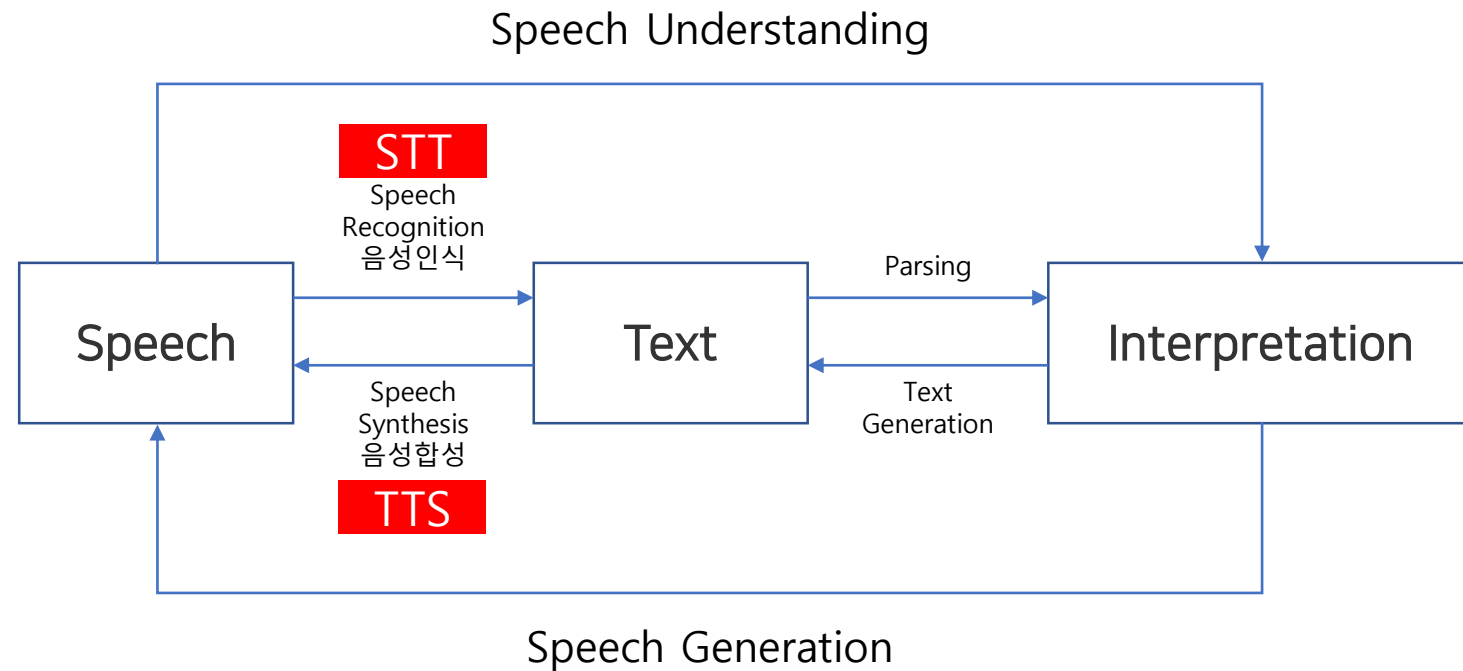 Speech Understanding
STT
Speech
Recognition
음성인식
Parsing
Speech
Text
Interpretation
Speech
Synthesis
음성합성
TTS
Text
Generation
Speech Generation